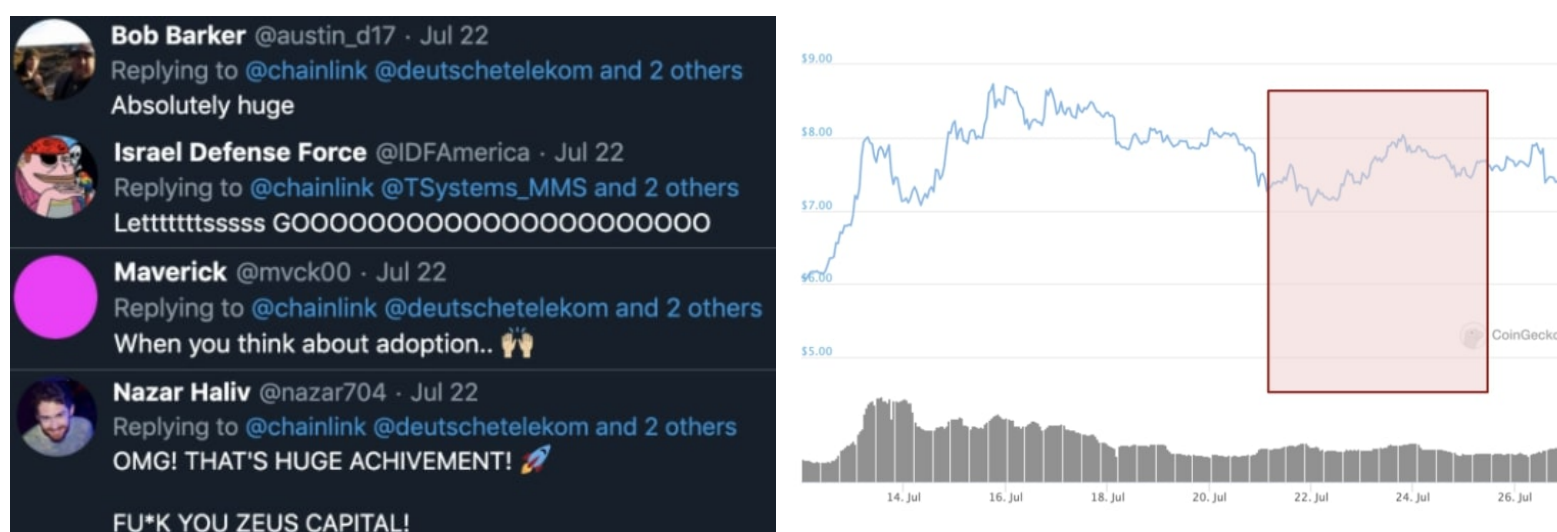 Bob Barker @austin_d17 · Jul 22
Replying to @chainlink @deutschetelekom and 2 others
Absolutely huge
Israel Defense Force @IDFAmerica · Jul 22
Replying to @chainlink @TSystems_MMS and 2 others
Letttttttsssss GOOOOOOOOOOOOOOOOOOOOOOO
Maverick @mvck00 · Jul 22
Replying to @chainlink @deutschetelekom and 2 others
When you think about adoption.. 🙌🏼
Nazar Haliv @nazar704 · Jul 22
Replying to @chainlink @deutschetelekom and 2 others
OMG! THAT'S HUGE ACHIVEMENT! 🚀
FU*K YOU ZEUS CAPITAL!
$9.00
$8.00
$7.00
$6.00
$5.00
CoinGecko
14. Jul
16. Jul
18. Jul
20. Jul
22. Jul
24. Jul
26. Jul